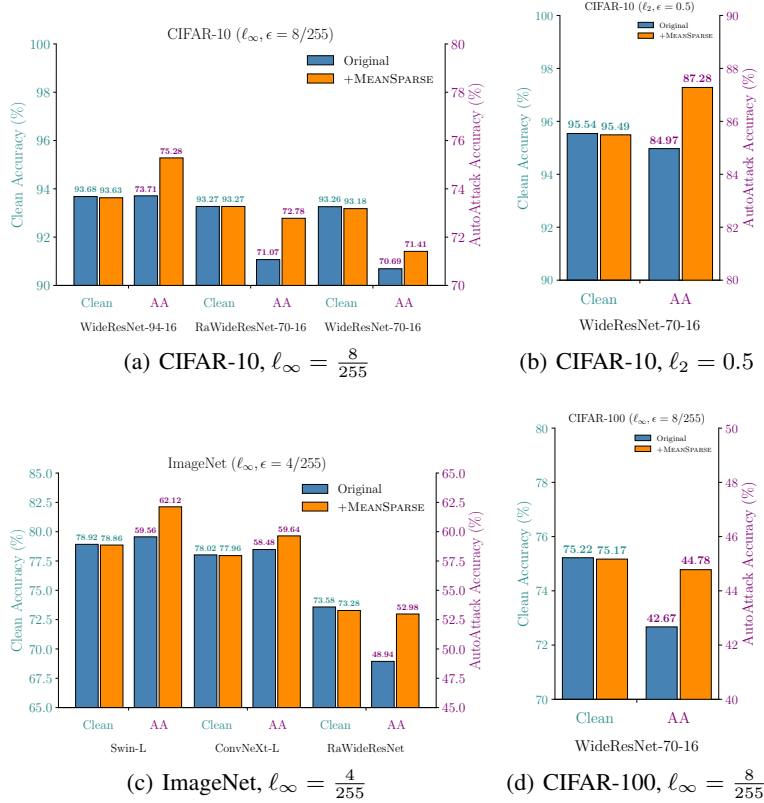 CIFAR-10 (ℓ∞, ϵ = 8/255)
Original
+MEANSPARSE
Clean Accuracy (%)
100
98
96
94
92
90
AutoAttack Accuracy (%)
80
78
76
74
72
70
93.68 93.63 73.71 75.28 93.27 93.27 71.07 72.78 93.26 93.18 70.69 71.41
Clean AA Clean AA Clean AA
WideResNet-94-16 RaWideResNet-70-16 WideResNet-70-16
(a) CIFAR-10, ℓ∞ = 8/255
CIFAR-10 (ℓ2, ϵ = 0.5)
Original
+MEANSPARSE
Clean Accuracy (%)
100
98
96
94
92
90
AutoAttack Accuracy (%)
90
88
86
84
82
80
95.54 95.49 84.97 87.28
Clean AA
WideResNet-70-16
(b) CIFAR-10, ℓ2 = 0.5
ImageNet (ℓ∞, ϵ = 4/255)
Original
+MEANSPARSE
Clean Accuracy (%)
85.0
82.5
80.0
77.5
75.0
72.5
70.0
67.5
65.0
AutoAttack Accuracy (%)
65.0
62.5
60.0
57.5
55.0
52.5
50.0
47.5
45.0
78.92 78.86 59.56 62.12 78.02 77.96 58.48 59.64 73.58 73.28 48.94 52.98
Clean AA Clean AA Clean AA
Swin-L ConvNeXt-L RaWideResNet
(c) ImageNet, ℓ∞ = 4/255
CIFAR-100 (ℓ∞, ϵ = 8/255)
Original
+MEANSPARSE
Clean Accuracy (%)
80
78
76
74
72
70
AutoAttack Accuracy (%)
50
48
46
44
42
40
75.22 75.17 42.67 44.78
Clean AA
WideResNet-70-16
(d) CIFAR-100, ℓ∞ = 8/255